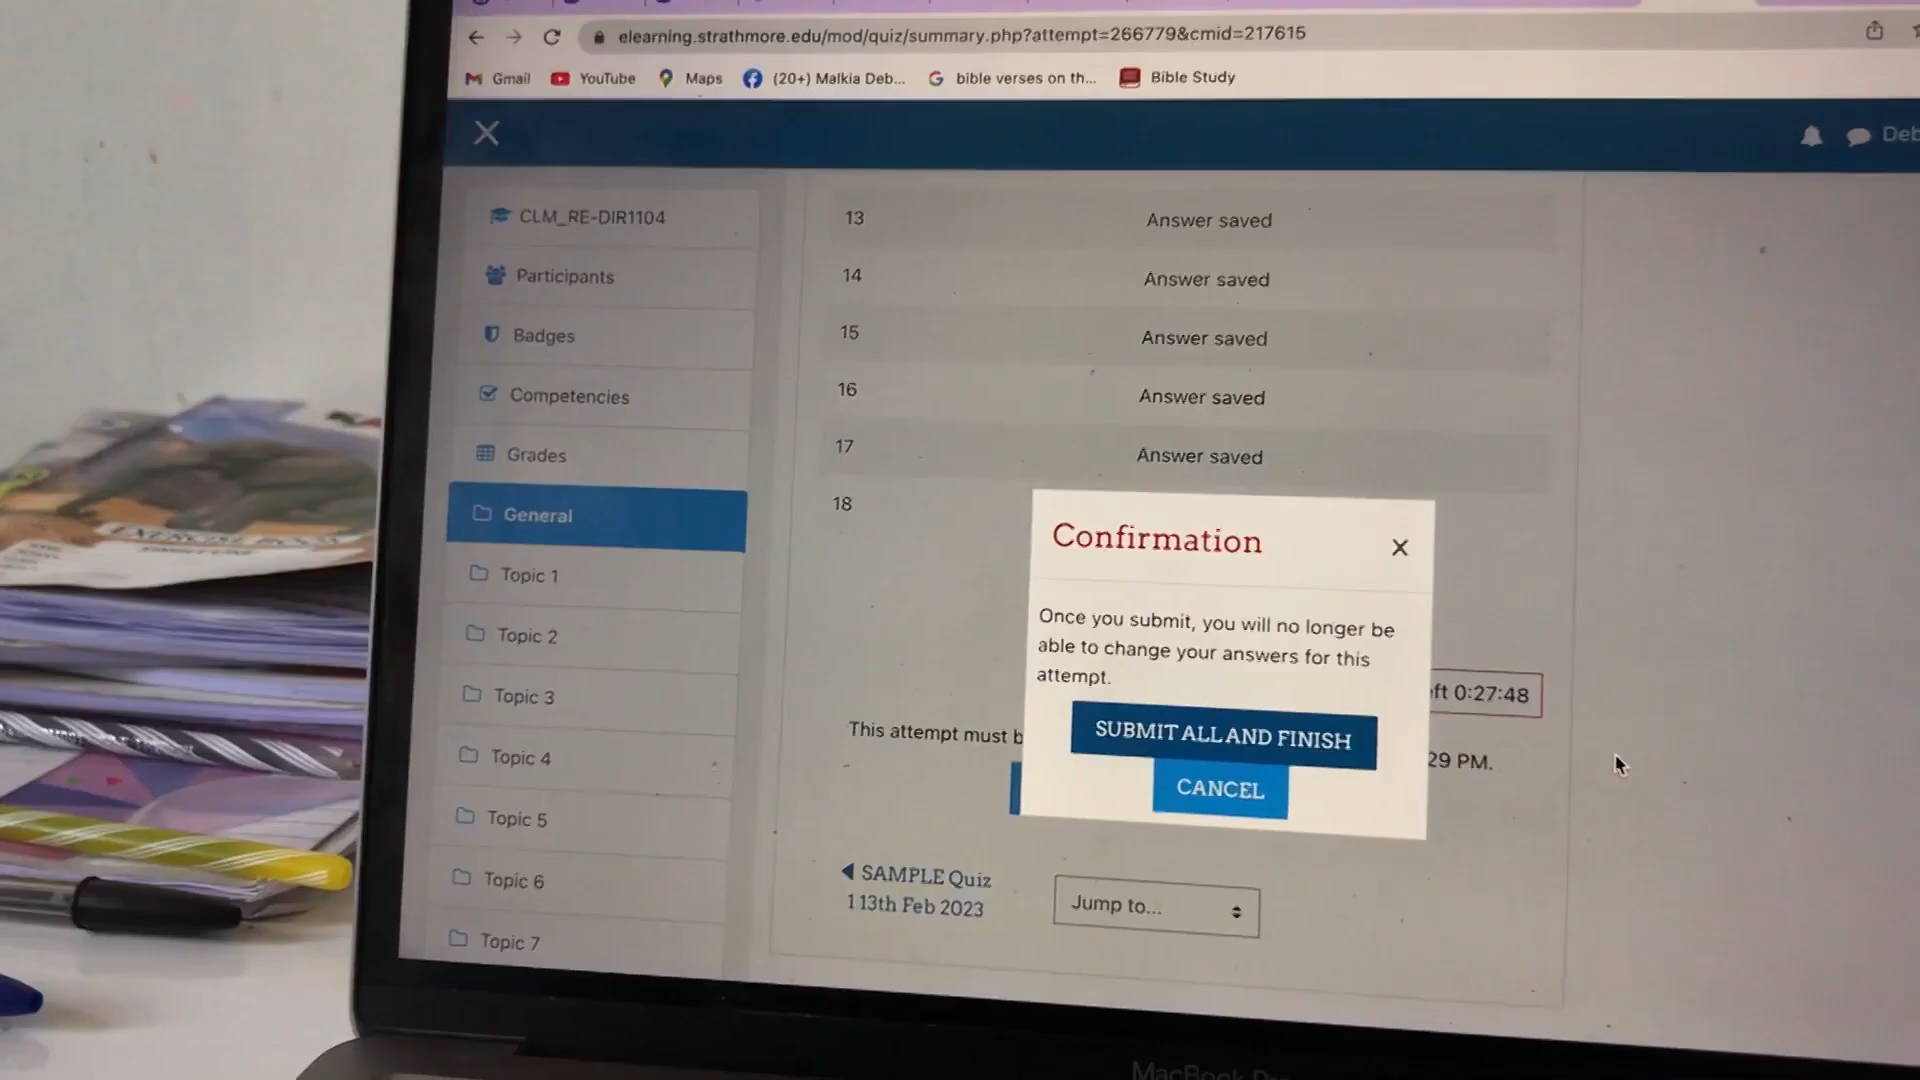 elearning.strathmore.edu/mod/quiz/summary.php?attempt=266779&cmid=217615
Gmail YouTube Maps (20+) Malkia Deb... bible verses on th... Bible Study
Deb
CLM_RE-DIR1104
Participants
Badges
Competencies
Grades
General
Topic 1
Topic 2
Topic 3
Topic 4
Topic 5
Topic 6
Topic 7
13 Answer saved
14 Answer saved
15 Answer saved
16 Answer saved
17 Answer saved
18
Confirmation
Once you submit, you will no longer be
able to change your answers for this
attempt.
SUBMIT ALL AND FINISH
CANCEL
ft 0:27:48
This attempt must b
29 PM.
SAMPLE Quiz
1 13th Feb 2023
Jump to...
EXERCISE BOOK
MacBook Pro